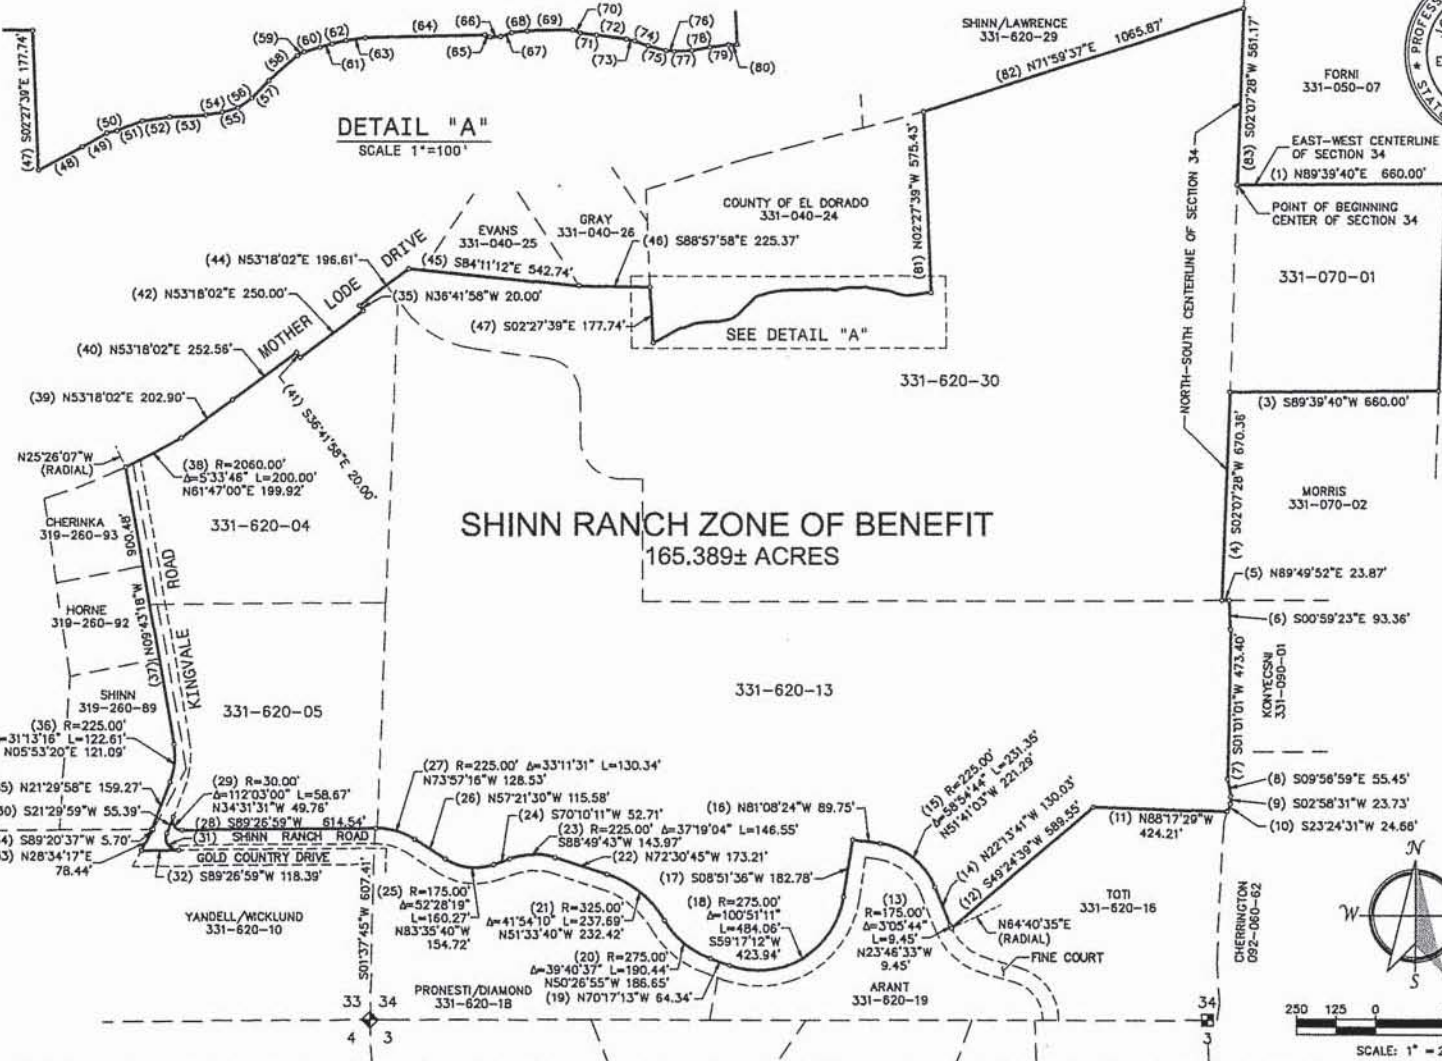 (47) S02°27'39"E 177.74'
(48)
(49)
(50)
(51)
(52)
(53)
(54)
(55)
(56)
(57)
(58)
(59)
(60)
(61)
(62)
(63)
(64)
(65)
(66)
(67)
(68)
(69)
(70)
(71)
(72)
(73)
(74)
(75)
(76)
(77)
(78)
(79)
(80)
DETAIL "A"
SCALE 1"=100'
SHINN/LAWRENCE
331-620-29
(82) N71°59'37"E 1065.87'
(83) S02°07'28"W 561.17'
FORNI
331-050-07
EAST-WEST CENTERLINE
OF SECTION 34
(1) N89°39'40"E 660.00'
POINT OF BEGINNING
CENTER OF SECTION 34
331-070-01
NORTH-SOUTH CENTERLINE OF SECTION 34
(81) N02°27'39"W 575.43'
COUNTY OF EL DORADO
331-040-24
EVANS
331-040-25
GRAY
331-040-26
(46) S88°57'58"E 225.37'
(45) S84°11'12"E 542.74'
(44) N53°18'02"E 196.61'
MOTHER LODE DRIVE
(42) N53°18'02"E 250.00'
(35) N36°41'58"W 20.00'
(47) S02°27'39"E 177.74'
SEE DETAIL "A"
(40) N53°18'02"E 252.56'
(41) S36°41'58"E 20.00'
(39) N53°18'02"E 202.90'
331-620-30
(3) S89°39'40"W 660.00'
(4) S02°07'28"W 670.36'
MORRIS
331-070-02
N25°26'07"W
(RADIAL)
(38) R=2060.00'
Δ=5°33'46" L=200.00'
N61°47'00"E 199.92'
CHERINKA
319-260-93
331-620-04
SHINN RANCH ZONE OF BENEFIT
165.389± ACRES
(5) N89°49'52"E 23.87'
(6) S00°59'23"E 93.36'
HORNE
319-260-92
(37) N09°43'18"W 900.48'
KINGVALE ROAD
KONYECSNI
331-090-01
(7) S01°01'01"W 473.40'
SHINN
319-260-89
331-620-05
331-620-13
(36) R=225.00'
=31°13'16" L=122.61'
N05°53'20"E 121.09'
N21°29'58"E 159.27'
S21°29'59"W 55.39'
S89°20'37"W 5.70'
N28°34'17"E
78.44'
(29) R=30.00'
Δ=112°03'00" L=58.67'
N34°31'31"W 49.76'
(28) S89°26'59"W 614.54'
(31) SHINN RANCH ROAD
GOLD COUNTRY DRIVE
(32) S89°26'59"W 118.39'
(27) R=225.00' Δ=33°11'31" L=130.34'
N73°57'16"W 128.53'
(26) N57°21'30"W 115.58'
(24) S70°10'11"W 52.71'
(23) R=225.00' Δ=37°19'04" L=146.55'
S88°49'43"W 143.97'
(22) N72°30'45"W 173.21'
(16) N81°08'24"W 89.75'
(15) R=225.00'
Δ=58°54'44" L=231.35'
N51°41'03"W 221.29'
(14) N22°13'41"W 130.03'
(12) S49°24'39"W 589.55'
(11) N88°17'29"W
424.21'
(8) S09°56'59"E 55.45'
(9) S02°58'31"W 23.73'
(10) S23°24'31"W 24.66'
(17) S08°51'36"W 182.78'
(18) R=275.00'
Δ=100°51'11"
L=484.06'
S59°17'12"W
423.94'
(13)
R=175.00'
Δ=3°05'44"
L=9.45'
N23°46'33"W
9.45'
N64°40'35"E
(RADIAL)
FINE COURT
TOTI
331-620-16
CHERRINGTON
092-060-62
YANDELL/WICKLUND
331-620-10
S01°37'45"W 607.41'
(25) R=175.00'
Δ=52°28'19"
L=160.27'
N83°35'40"W
154.72'
(21) R=325.00'
Δ=41°54'10" L=237.69'
N51°33'40"W 232.42'
(20) R=275.00'
Δ=39°40'37" L=190.44'
N50°26'55"W 186.65'
(19) N70°17'13"W 64.34'
PRONESTI/DIAMOND
331-620-18
ARANT
331-620-19
33 34
4 3
34
3
N
W
S
250 125 0
SCALE: 1" =